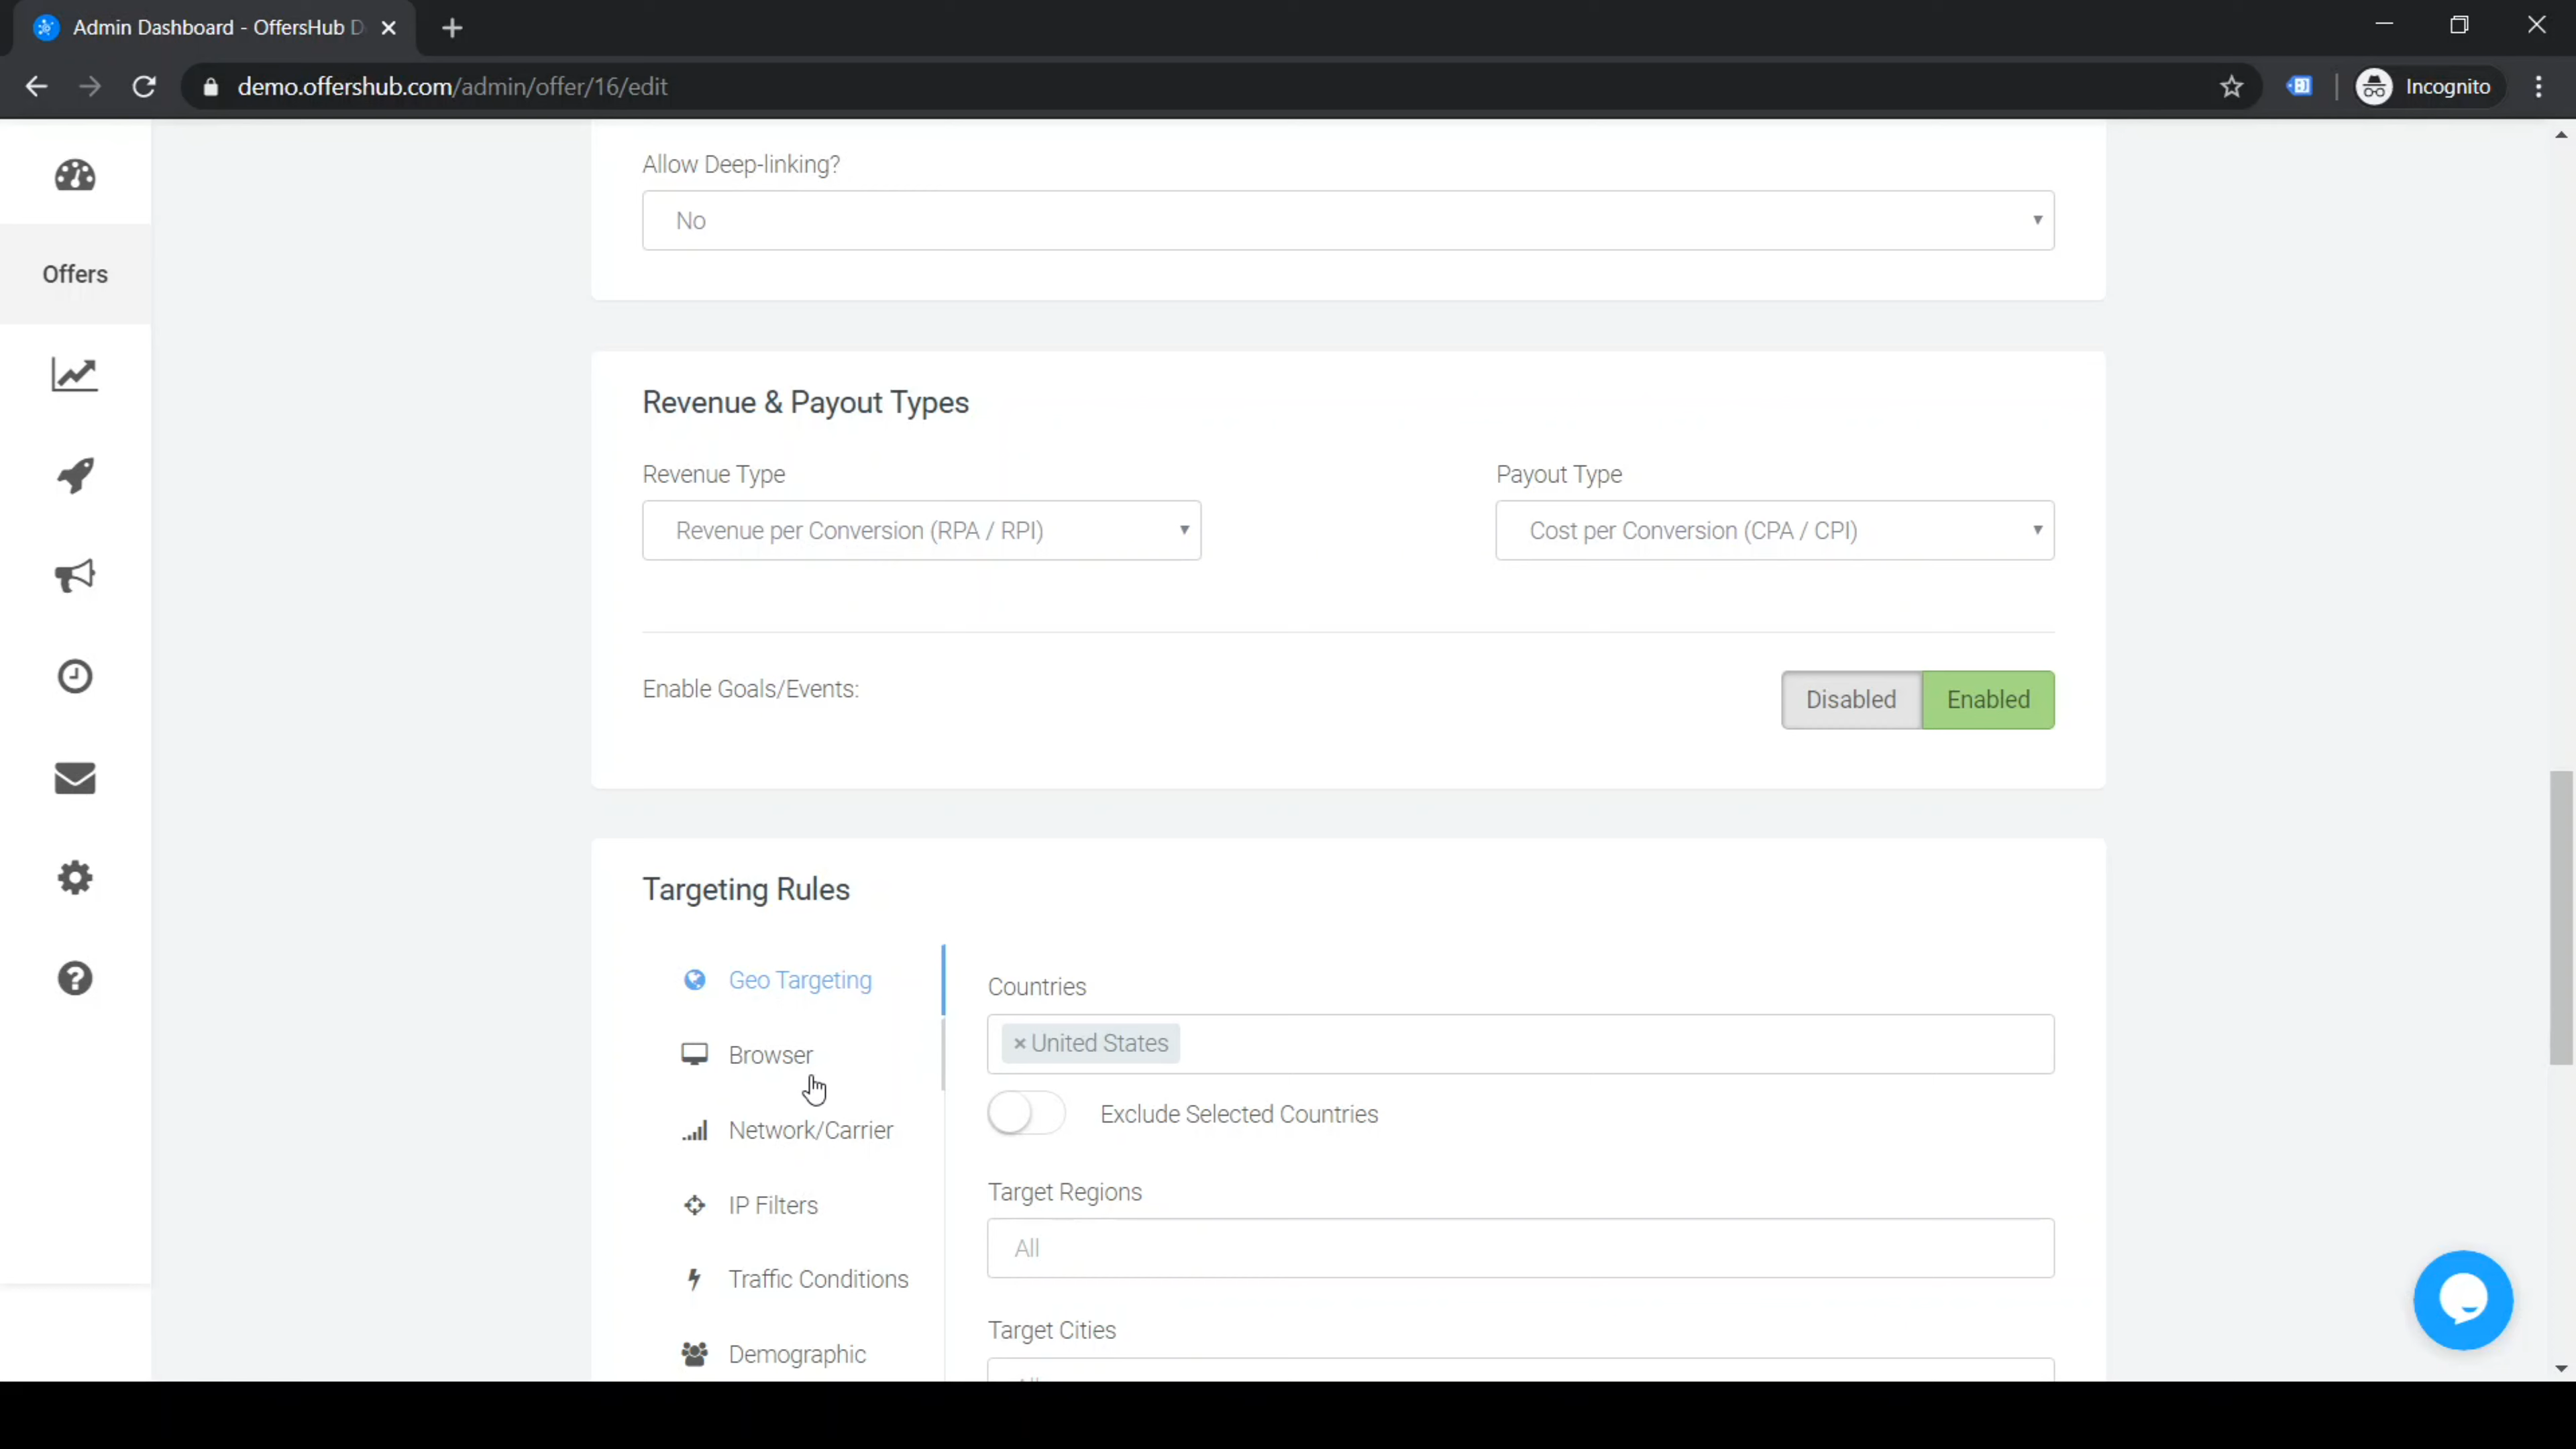 Admin Dashboard - OffersHub D
demo.offershub.com/admin/offer/16/edit
Incognito
Allow Deep-linking?
No
Offers
Revenue & Payout Types
Revenue Type
Payout Type
Revenue per Conversion (RPA / RPI)
Cost per Conversion (CPA / CPI)
Enable Goals/Events:
Disabled
Enabled
Targeting Rules
Geo Targeting
Browser
Network/Carrier
IP Filters
Traffic Conditions
Demographic
Countries
× United States
Exclude Selected Countries
Target Regions
All
Target Cities